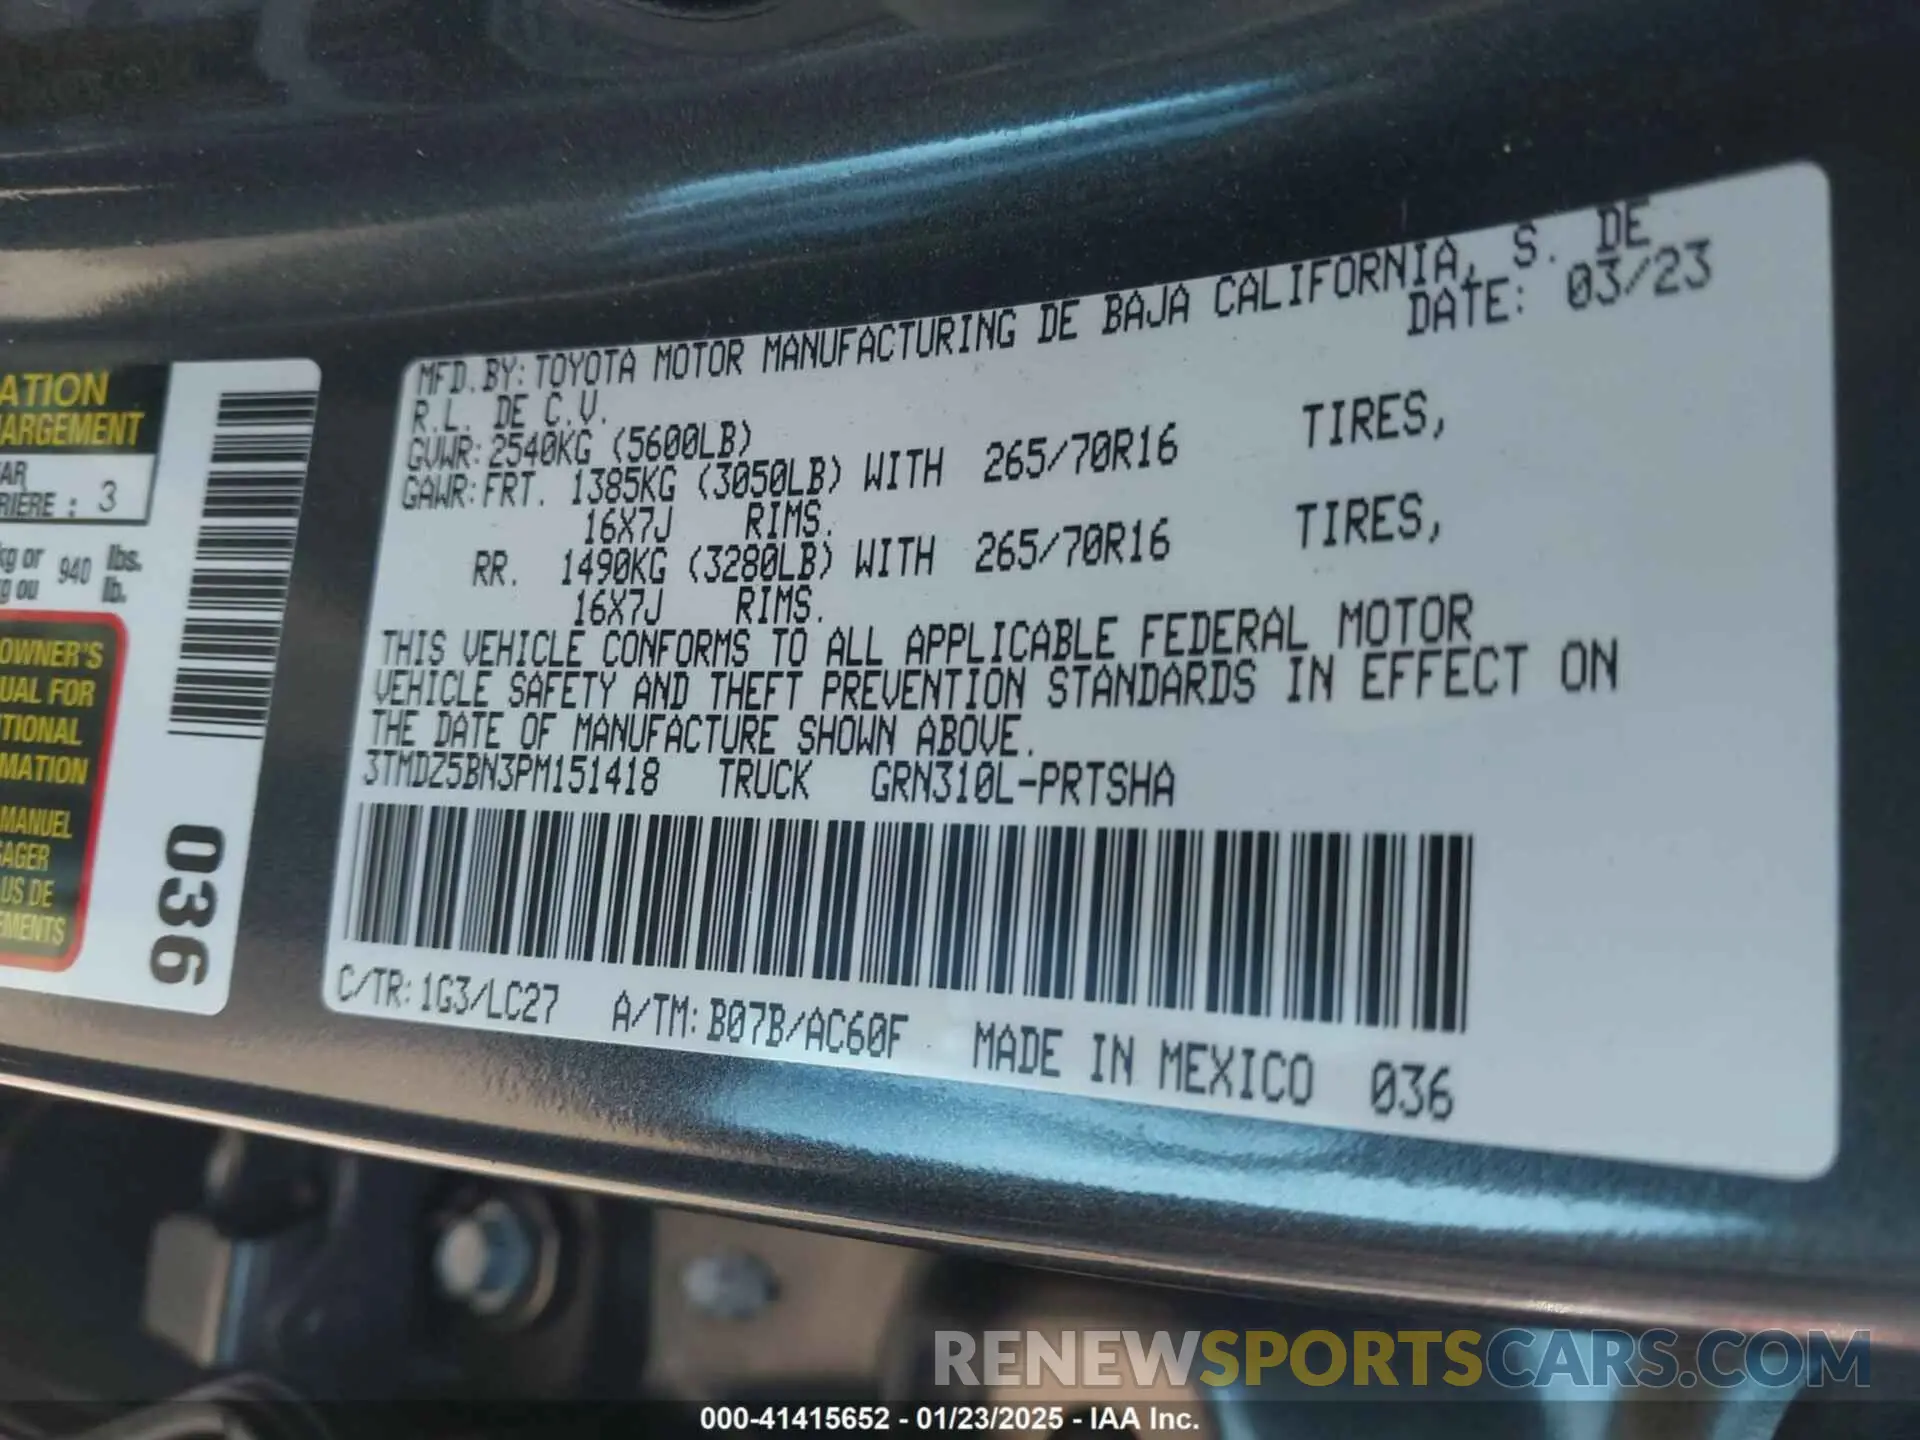 ATION
ARGEMENT
AR
RIERE : 3
kg or 940 lbs.
kg ou lb.
OWNER'S
UAL FOR
TIONAL
MATION
MANUEL
AGER
US DE
EMENTS
036
MFD.BY:TOYOTA MOTOR MANUFACTURING DE BAJA CALIFORNIA, S. DE
R.L. DE C.V. DATE: 03/23
GVWR:2540KG (5600LB)
GAWR:FRT. 1385KG (3050LB) WITH 265/70R16 TIRES,
16X7J RIMS.
RR. 1490KG (3280LB) WITH 265/70R16 TIRES,
16X7J RIMS.
THIS VEHICLE CONFORMS TO ALL APPLICABLE FEDERAL MOTOR
VEHICLE SAFETY AND THEFT PREVENTION STANDARDS IN EFFECT ON
THE DATE OF MANUFACTURE SHOWN ABOVE.
3TMDZ5BN3PM151418 TRUCK GRN310L-PRTSHA
C/TR:1G3/LC27 A/TM:B07B/AC60F MADE IN MEXICO 036
RENEWSPORTSCARS.COM
000-41415652 - 01/23/2025 - IAA Inc.